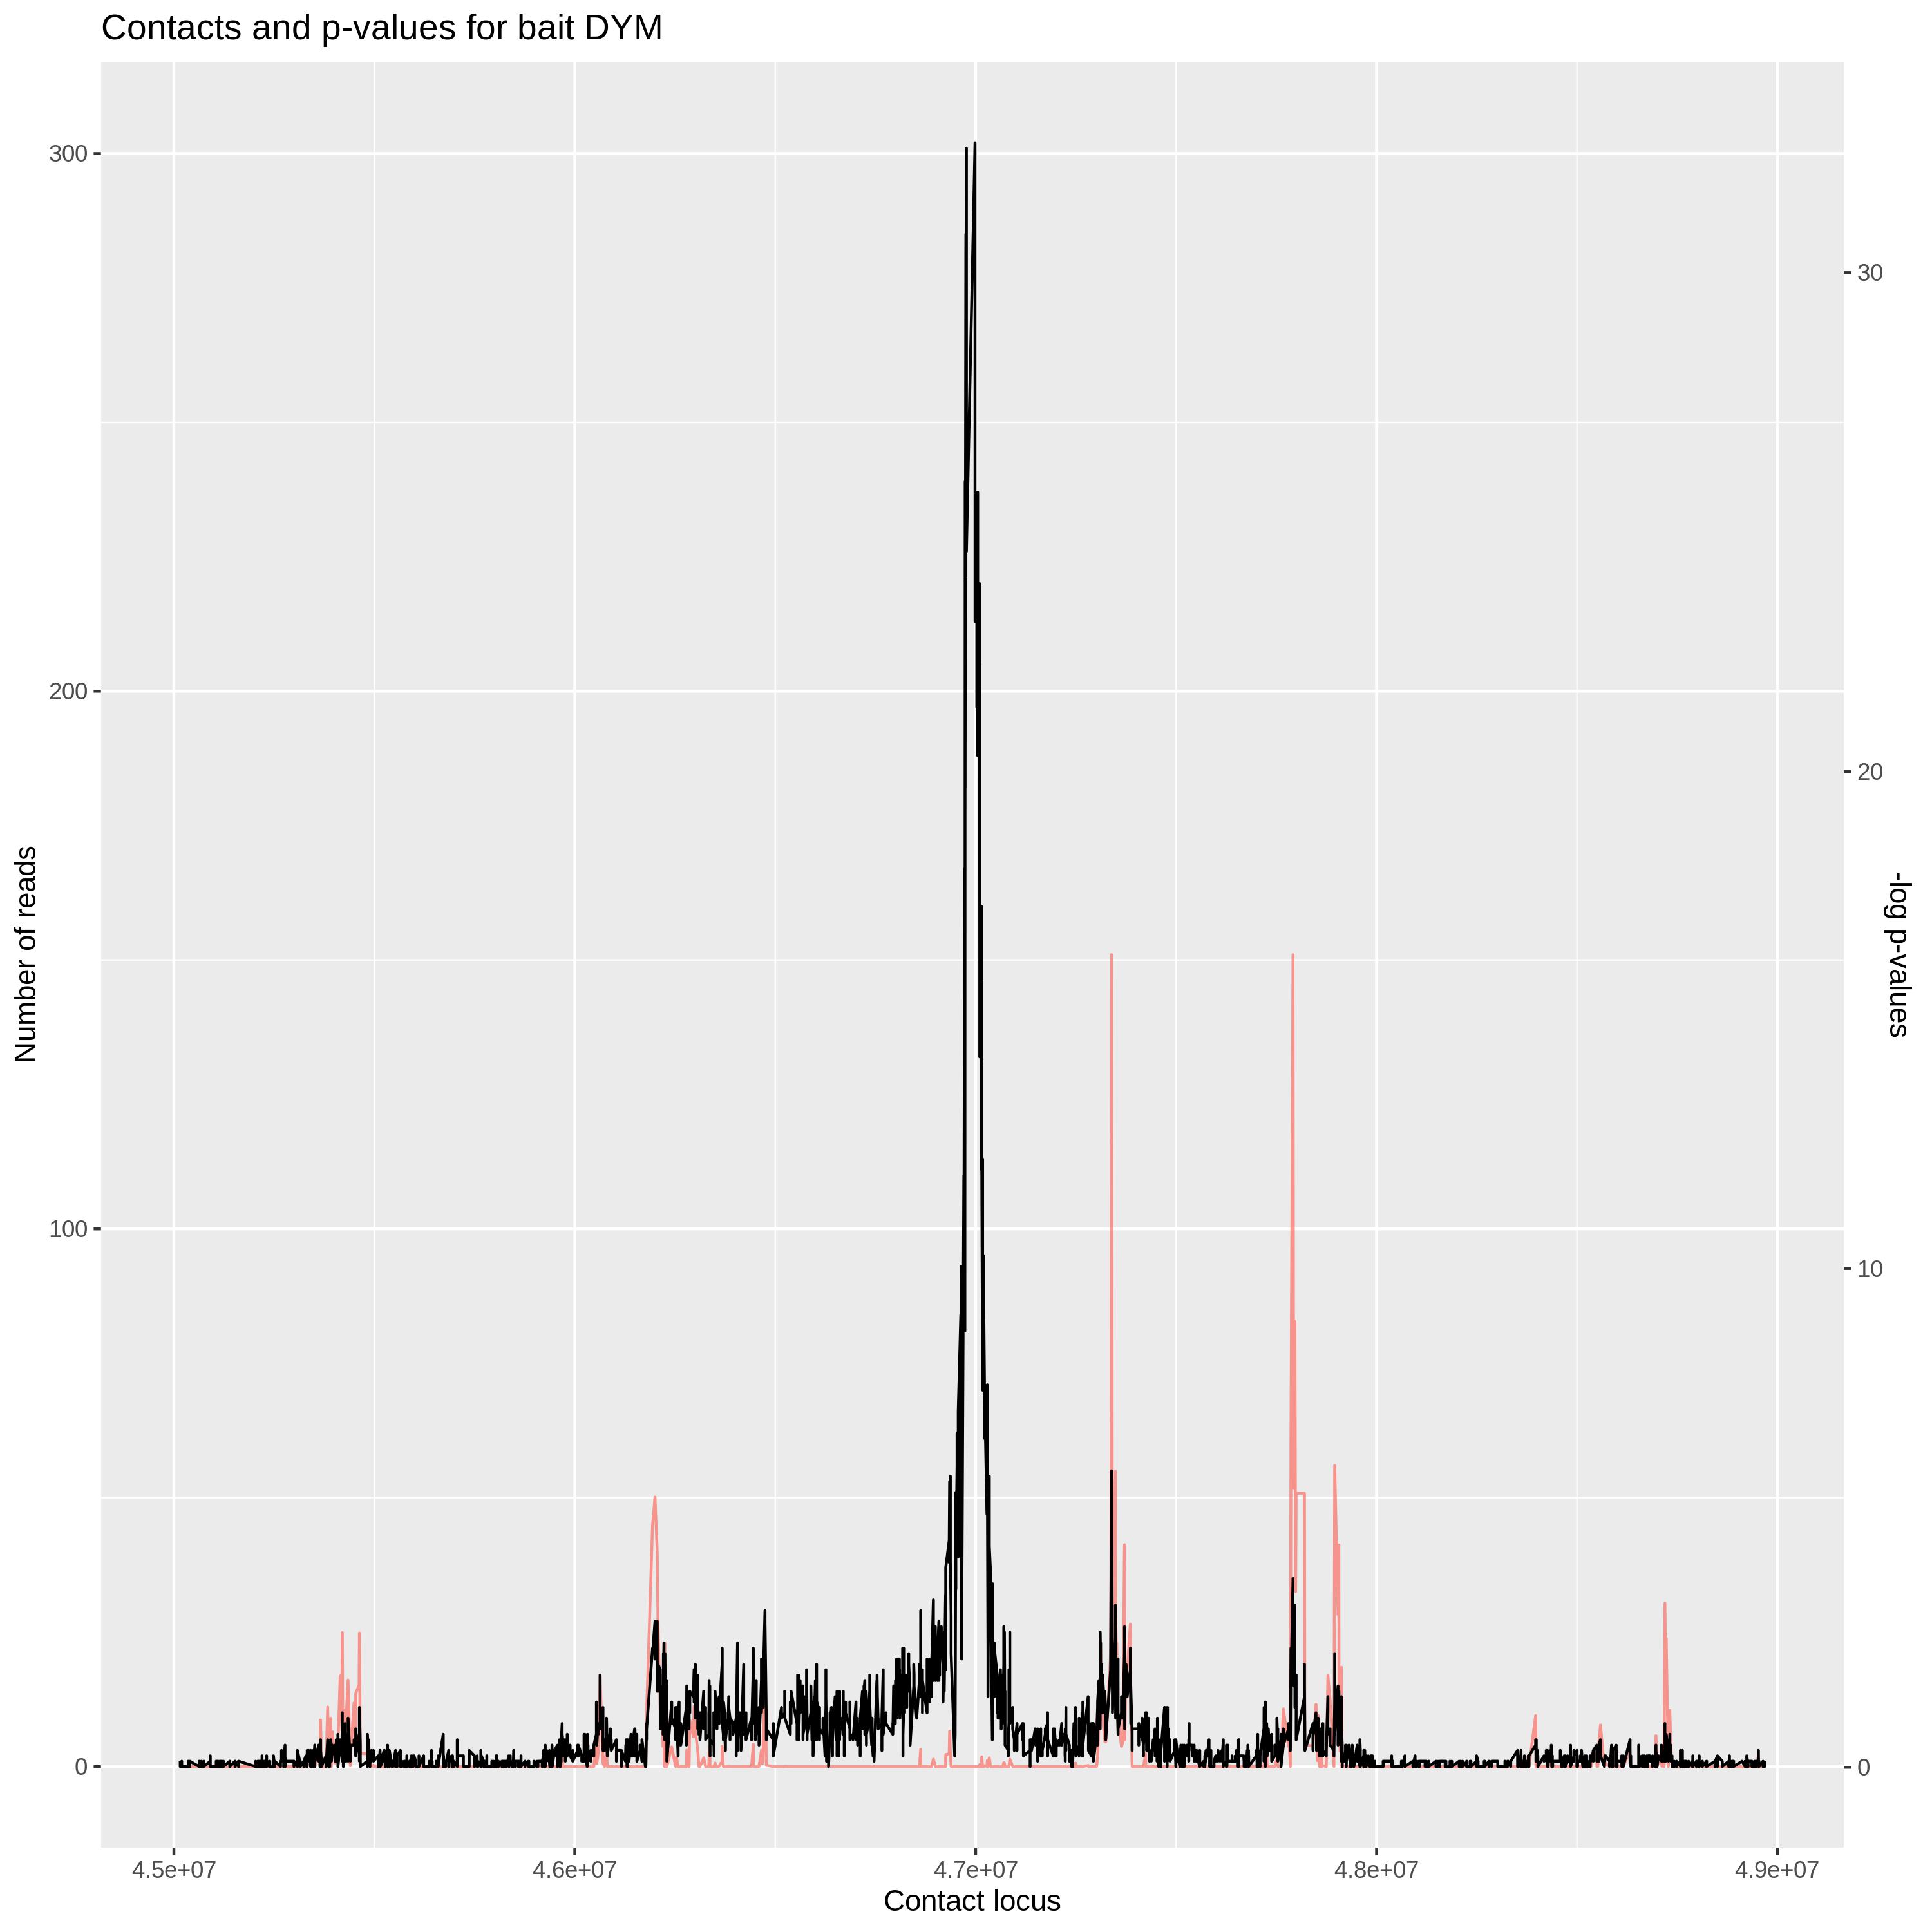 Contacts and p-values for bait DYM
300
200
100
0
Number of reads
30
20
10
0
-log p-values
4.5e+07 4.6e+07 4.7e+07 4.8e+07 4.9e+07
Contact locus